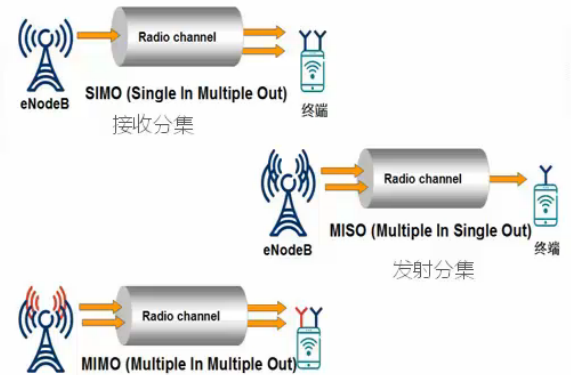 Radio channel
eNodeB
SIMO (Single In Multiple Out)
终端
接收分集
Radio channel
eNodeB
MISO (Multiple In Single Out)
终端
发射分集
Radio channel
MIMO (Multiple In Multiple Out)